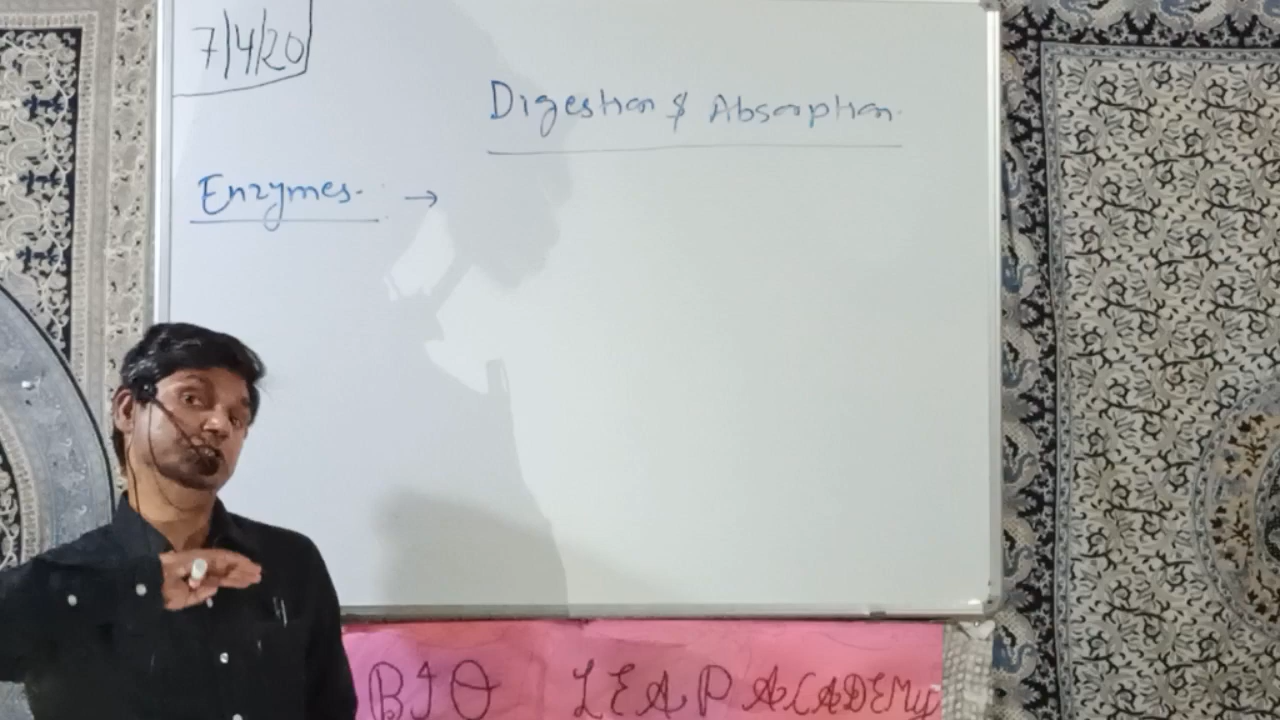 7/4/20
Digestion & Absorption.
Enzymes. →
BIO LEAP ACADEMY